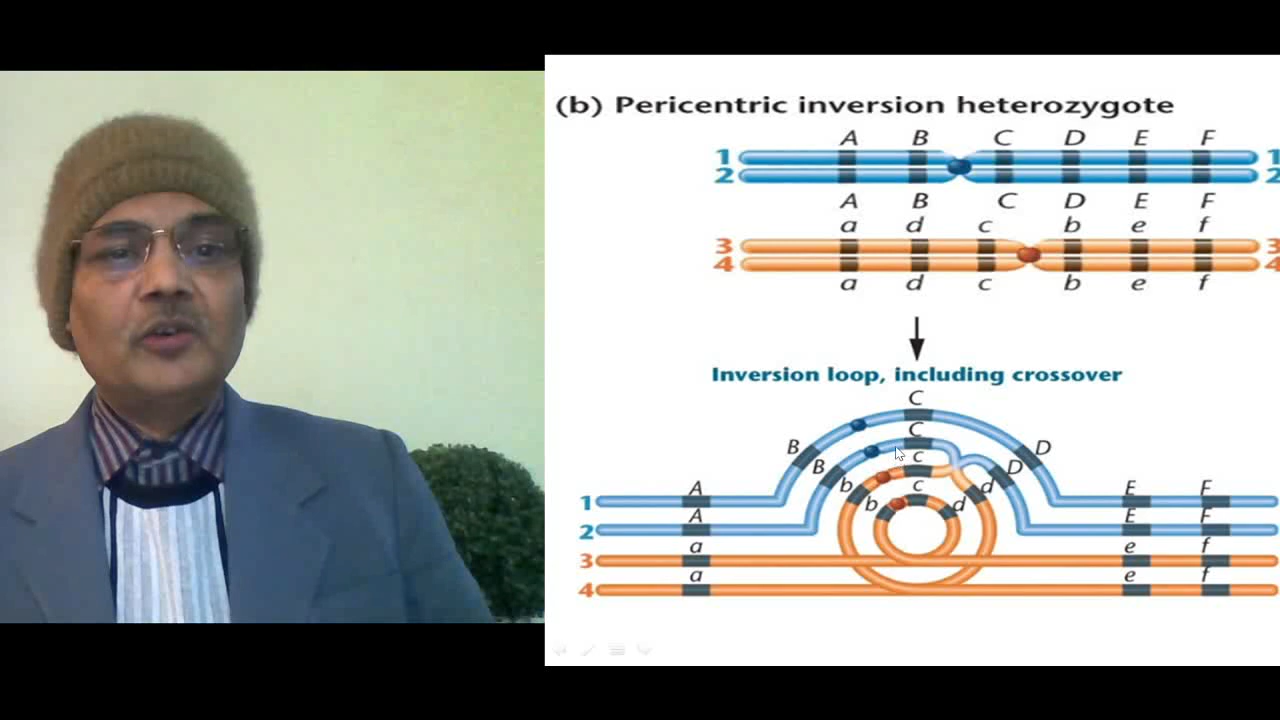 (b) Pericentric inversion heterozygote
A B C D E F
1 1
2 2
A B C D E F
a d c b e f
3 3
4 4
a d c b e f
Inversion loop, including crossover
C
B C D
B c D
b c d
b d
1 A E F
2 A E F
3 a e f
4 a e f